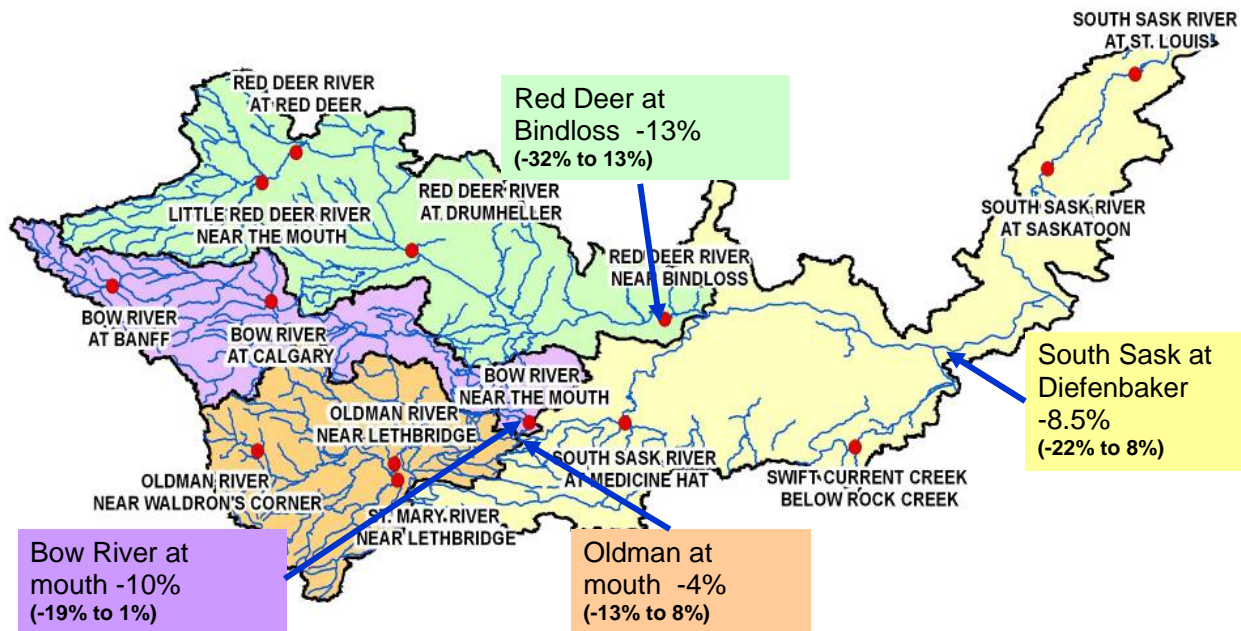 SOUTH SASK RIVER
AT ST. LOUIS
RED DEER RIVER
AT RED DEER
Red Deer at
Bindloss -13%
(-32% to 13%)
RED DEER RIVER
AT DRUMHELLER
LITTLE RED DEER RIVER
NEAR THE MOUTH
SOUTH SASK RIVER
AT SASKATOON
RED DEER RIVER
NEAR BINDLOSS
BOW RIVER
AT BANFF
BOW RIVER
AT CALGARY
South Sask at
Diefenbaker
-8.5%
(-22% to 8%)
BOW RIVER
NEAR THE MOUTH
OLDMAN RIVER
NEAR LETHBRIDGE
OLDMAN RIVER
NEAR WALDRON'S CORNER
SOUTH SASK RIVER
AT MEDICINE HAT
SWIFT CURRENT CREEK
BELOW ROCK CREEK
ST. MARY RIVER
NEAR LETHBRIDGE
Bow River at
mouth -10%
(-19% to 1%)
Oldman at
mouth -4%
(-13% to 8%)